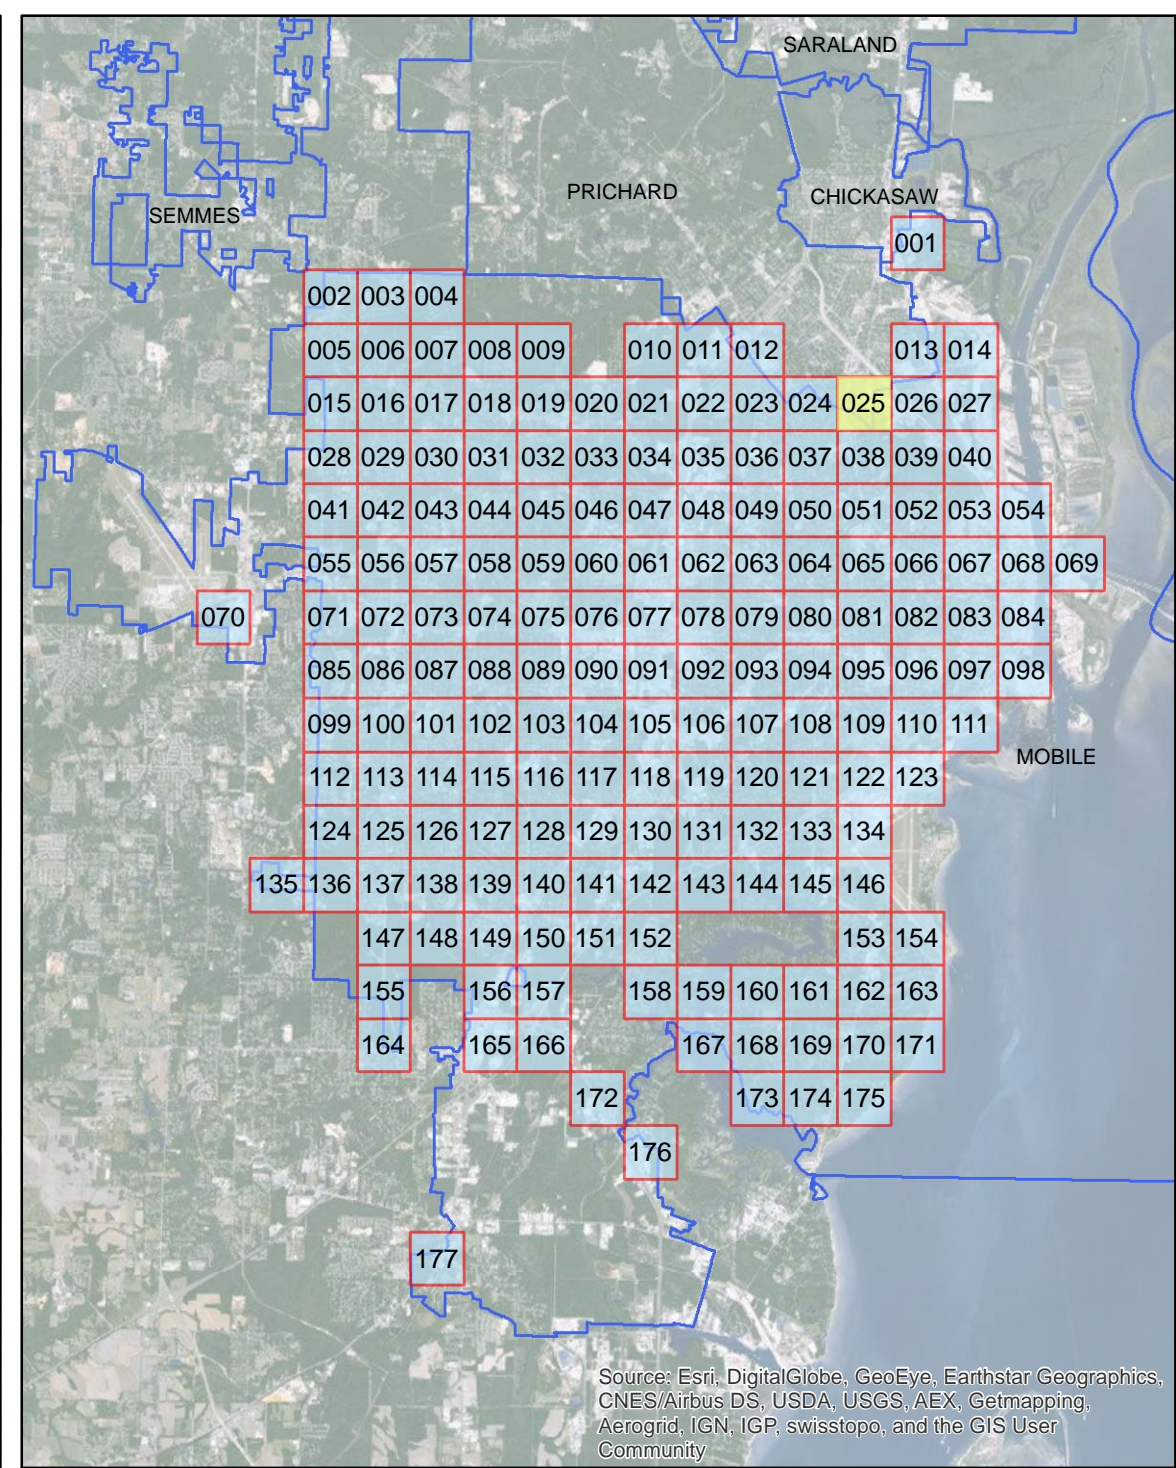 SARALAND
PRICHARD
CHICKASAW
SEMMES
001
002 003 004
005 006 007 008 009 010 011 012 013 014
015 016 017 018 019 020 021 022 023 024 025 026 027
028 029 030 031 032 033 034 035 036 037 038 039 040
041 042 043 044 045 046 047 048 049 050 051 052 053 054
055 056 057 058 059 060 061 062 063 064 065 066 067 068 069
070 071 072 073 074 075 076 077 078 079 080 081 082 083 084
085 086 087 088 089 090 091 092 093 094 095 096 097 098
099 100 101 102 103 104 105 106 107 108 109 110 111
MOBILE
112 113 114 115 116 117 118 119 120 121 122 123
124 125 126 127 128 129 130 131 132 133 134
135 136 137 138 139 140 141 142 143 144 145 146
147 148 149 150 151 152 153 154
155 156 157 158 159 160 161 162 163
164 165 166 167 168 169 170 171
172 173 174 175
176
177
Source: Esri, DigitalGlobe, GeoEye, Earthstar Geographics,
CNES/Airbus DS, USDA, USGS, AEX, Getmapping,
Aerogrid, IGN, IGP, swisstopo, and the GIS User
Community